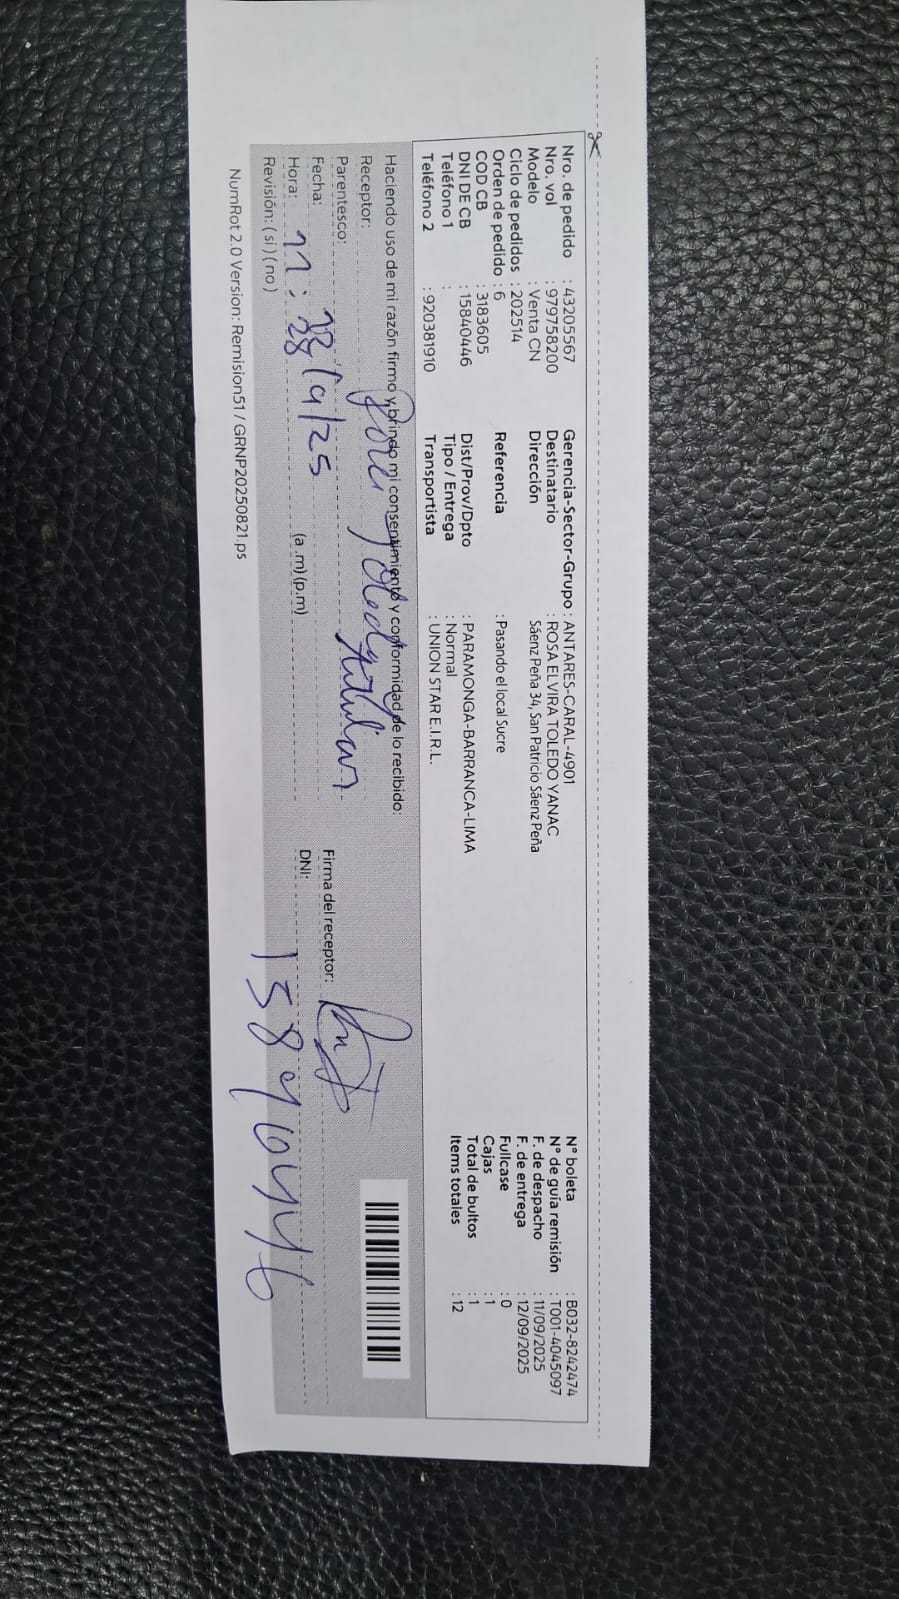 Nro. de pedido : 43205567 Gerencia-Sector-Grupo : ANTARES-CARAL-4901 N° boleta : B032-8242474
Nro. vol : 979758200 Destinatario : ROSA ELVIRA TOLEDO YANAC N° de guía remisión : T001-4045097
Modelo : Venta CN Dirección Sáenz Peña 34, San Patricio Sáenz Peña F. de despacho : 11/09/2025
Ciclo de pedidos : 202514 F. de entrega : 12/09/2025
Orden de pedido : 6 Referencia : Pasando el local Sucre Fullcase : 0
COD CB : 3183605 Cajas : 1
DNI DE CB : 15840446 Dist/Prov/Dpto : PARAMONGA-BARRANCA-LIMA Total de bultos : 1
Teléfono 1 : Tipo / Entrega : Normal Items totales : 12
Teléfono 2 : 920381910 Transportista : UNION STAR E.I.R.L.
Haciendo uso de mi razón firmo y brindo mi consentimiento y conformidad de lo recibido:
Receptor: Toledo
Parentesco: titular
Fecha: /9/25 Firma del receptor:
Hora: 11:28 (a.m)(p.m) DNI: 15840446
Revisión: (si)(no)
NumRot 2.0 Version: Remision51 / GRNP20250821.ps